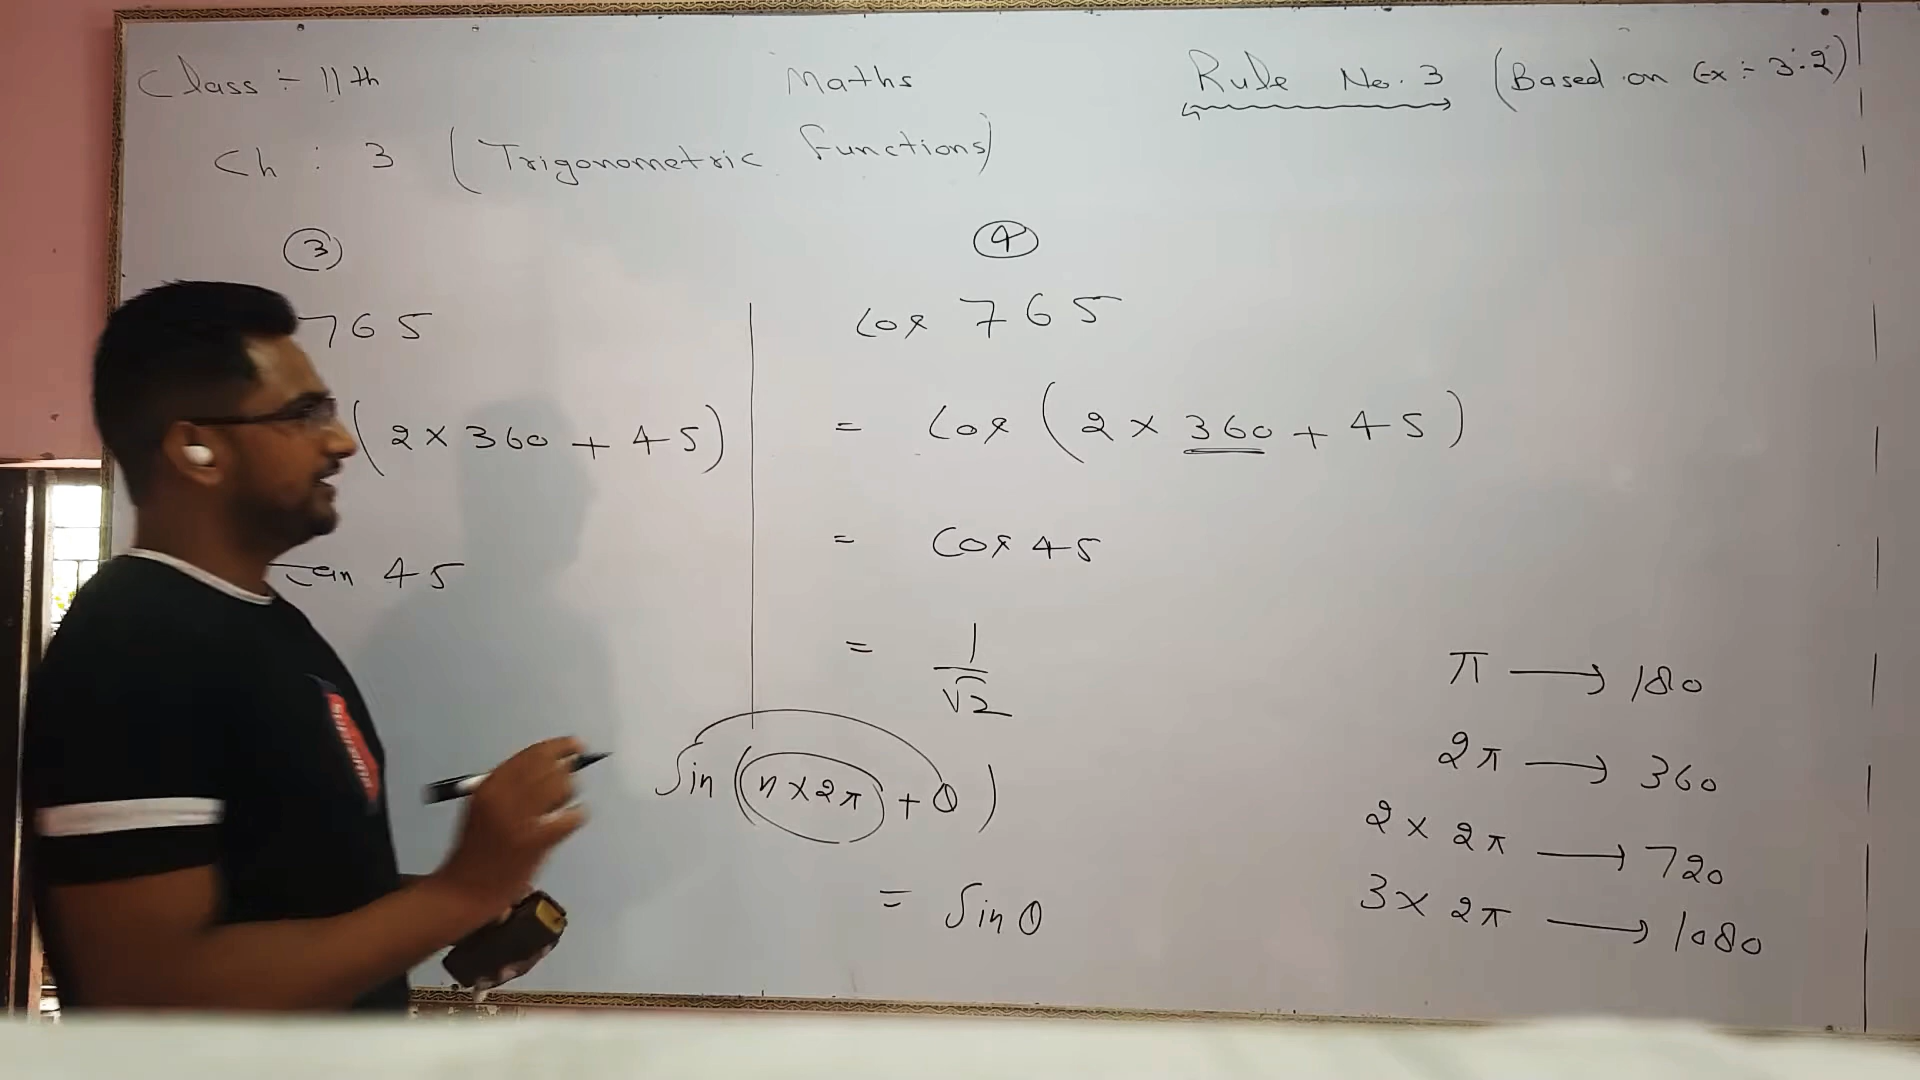 Class :- 11th Maths Rule No. 3 (Based on Ex :- 3.2)
Ch : 3 (Trigonometric Functions)
③
765
(2 × 360 + 45)
Tan 45
④
Cos 765
= Cos (2 × 360 + 45)
= Cos 45
= 1/√2
Sin (n × 2π + θ)
= Sin θ
π → 180
2π → 360
2 × 2π → 720
3 × 2π → 1080